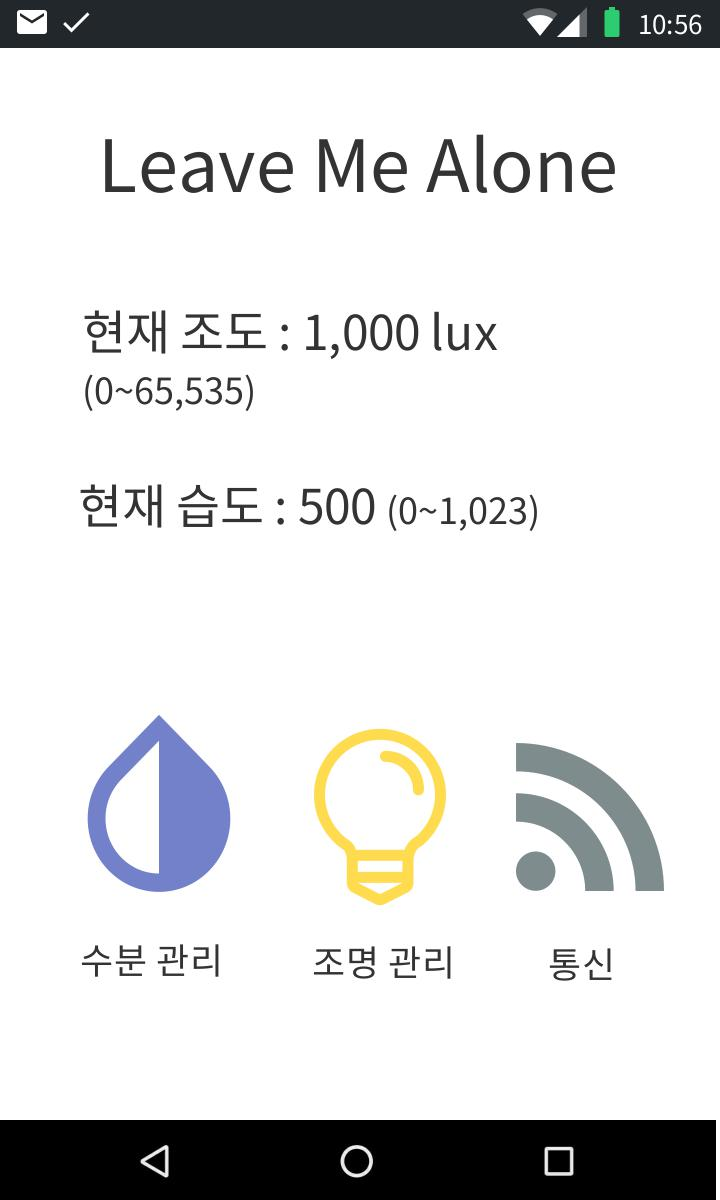 10:56
Leave Me Alone
현재 조도 : 1,000 lux
(0~65,535)
현재 습도 : 500 (0~1,023)
수분 관리
조명 관리
통신